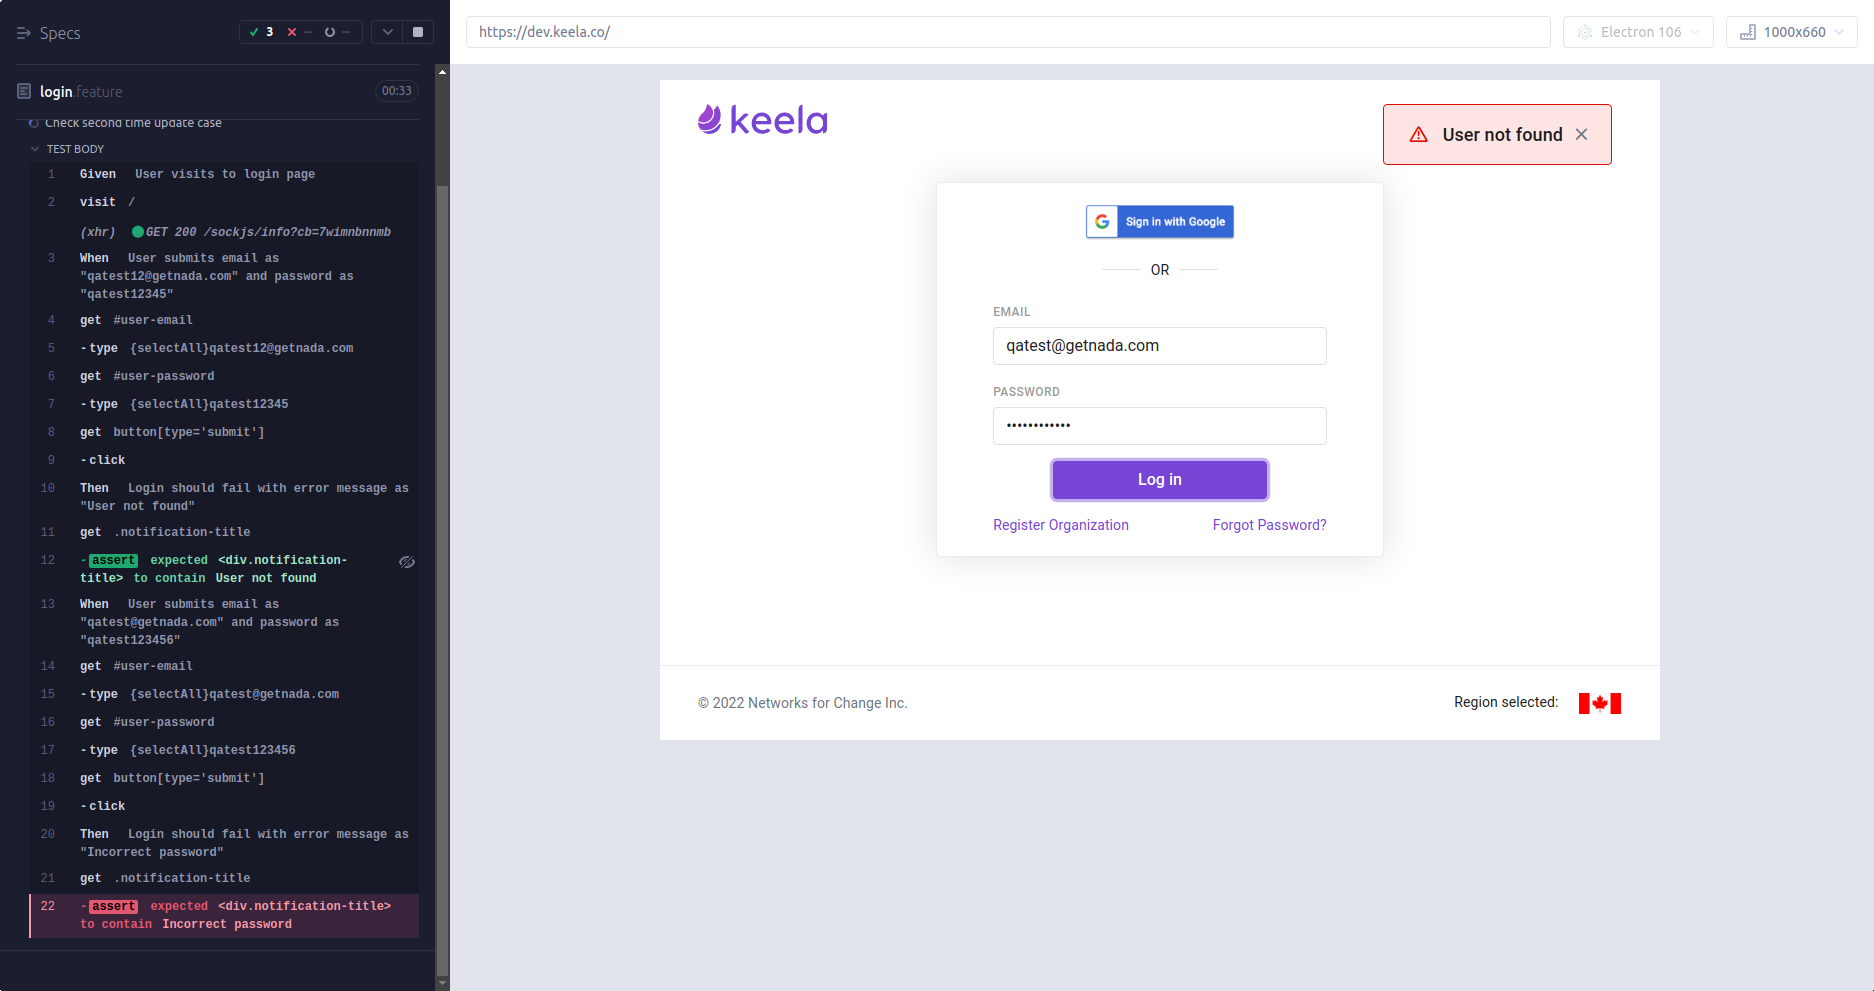 Specs
3 -- --
login.feature 00:33
Check second time update case
TEST BODY
1 Given User visits to login page
2 visit /
(xhr) GET 200 /sockjs/info?cb=7wimnbnnmb
3 When User submits email as
"qatest12@getnada.com" and password as
"qatest12345"
4 get #user-email
5 -type {selectAll}qatest12@getnada.com
6 get #user-password
7 -type {selectAll}qatest12345
8 get button[type='submit']
9 -click
10 Then Login should fail with error message as
"User not found"
11 get .notification-title
12 -assert expected <div.notification-
title> to contain User not found
13 When User submits email as
"qatest@getnada.com" and password as
"qatest123456"
14 get #user-email
15 -type {selectAll}qatest@getnada.com
16 get #user-password
17 -type {selectAll}qatest123456
18 get button[type='submit']
19 -click
20 Then Login should fail with error message as
"Incorrect password"
21 get .notification-title
22 -assert expected <div.notification-title>
to contain Incorrect password
https://dev.keela.co/
Electron 106
1000x660
keela
User not found
Sign in with Google
OR
EMAIL
qatest@getnada.com
PASSWORD
••••••••••••
Log in
Register Organization
Forgot Password?
© 2022 Networks for Change Inc.
Region selected: